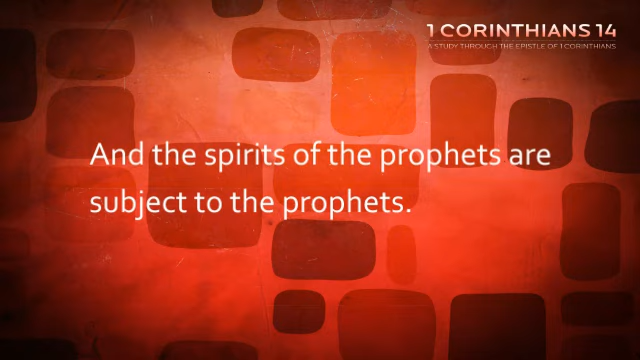 1 CORINTHIANS 14
A STUDY THROUGH THE EPISTLE OF 1 CORINTHIANS
And the spirits of the prophets are
subject to the prophets.